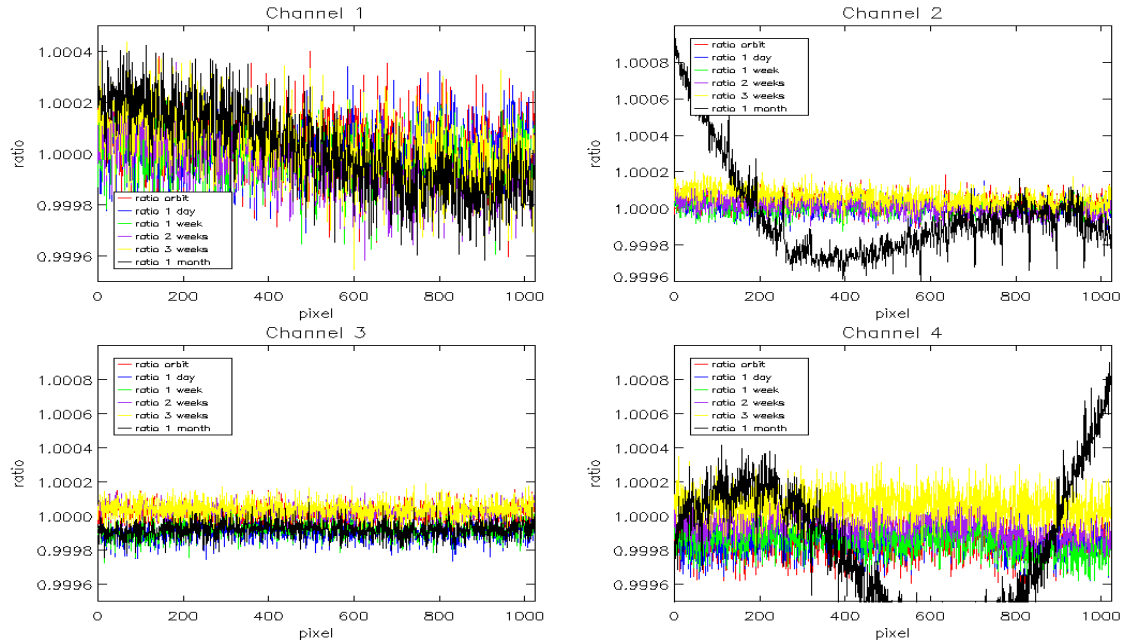 Channel 1
1.0004
1.0002
1.0000
0.9998
0.9996
ratio
ratio orbit
ratio 1 day
ratio 1 week
ratio 2 weeks
ratio 3 weeks
ratio 1 month
0 200 400 600 800 1000
pixel
Channel 2
1.0008
1.0006
1.0004
1.0002
1.0000
0.9998
0.9996
ratio
ratio orbit
ratio 1 day
ratio 1 week
ratio 2 weeks
ratio 3 weeks
ratio 1 month
0 200 400 600 800 1000
pixel
Channel 3
1.0008
1.0006
1.0004
1.0002
1.0000
0.9998
0.9996
ratio
ratio orbit
ratio 1 day
ratio 1 week
ratio 2 weeks
ratio 3 weeks
ratio 1 month
0 200 400 600 800 1000
pixel
Channel 4
1.0008
1.0006
1.0004
1.0002
1.0000
0.9998
0.9996
ratio
ratio orbit
ratio 1 day
ratio 1 week
ratio 2 weeks
ratio 3 weeks
ratio 1 month
0 200 400 600 800 1000
pixel